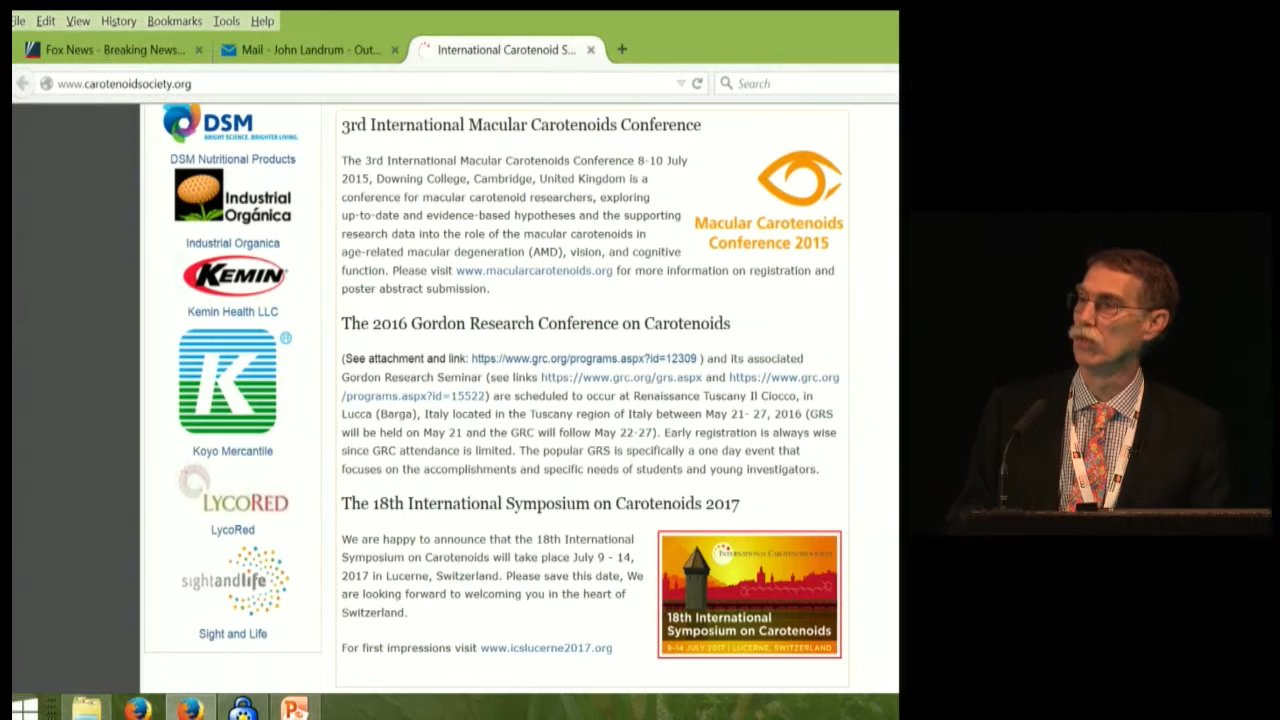 ile Edit View History Bookmarks Tools Help
Fox News - Breaking News...
Mail - John Landrum - Out...
International Carotenoid S...
www.carotenoidsociety.org
Search
DSM
BRIGHT SCIENCE. BRIGHTER LIVING.
DSM Nutritional Products
Industrial
Orgánica
Industrial Organica
KEMIN
Kemin Health LLC
K
®
Koyo Mercantile
LYCORED
LycoRed
sightandlife
Sight and Life
3rd International Macular Carotenoids Conference
The 3rd International Macular Carotenoids Conference 8-10 July
2015, Downing College, Cambridge, United Kingdom is a
conference for macular carotenoid researchers, exploring
up-to-date and evidence-based hypotheses and the supporting
research data into the role of the macular carotenoids in
age-related macular degeneration (AMD), vision, and cognitive
function. Please visit www.macularcarotenoids.org for more information on registration and
poster abstract submission.
Macular Carotenoids
Conference 2015
The 2016 Gordon Research Conference on Carotenoids
(See attachment and link: https://www.grc.org/programs.aspx?id=12309 ) and its associated
Gordon Research Seminar (see links https://www.grc.org/grs.aspx and https://www.grc.org
/programs.aspx?id=15522) are scheduled to occur at Renaissance Tuscany Il Ciocco, in
Lucca (Barga), Italy located in the Tuscany region of Italy between May 21- 27, 2016 (GRS
will be held on May 21 and the GRC will follow May 22-27). Early registration is always wise
since GRC attendance is limited. The popular GRS is specifically a one day event that
focuses on the accomplishments and specific needs of students and young investigators.
The 18th International Symposium on Carotenoids 2017
We are happy to announce that the 18th International
Symposium on Carotenoids will take place July 9 - 14,
2017 in Lucerne, Switzerland. Please save this date, We
are looking forward to welcoming you in the heart of
Switzerland.
For first impressions visit www.icslucerne2017.org
INTERNATIONAL CAROTENOID SOCIETY
18th International
Symposium on Carotenoids
9-14 JULY 2017 | LUCERNE, SWITZERLAND